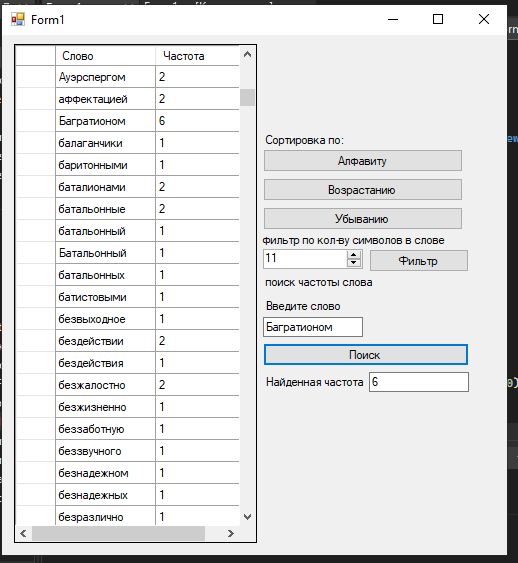 Form1
Слово Частота
Ауэрспергом 2
аффектацией 2
Багратионом 6
балаганчики 1
баритонными 1
баталионами 2
батальонные 2
батальонный 1
Батальонный 1
батальонных 1
батистовыми 1
безвыходное 1
бездействии 2
бездействия 1
безжалостно 2
безжизненно 1
беззаботную 1
беззвучного 1
безнадежном 1
безнадежных 1
безразлично 1
Сортировка по:
Алфавиту
Возрастанию
Убыванию
фильтр по кол-ву символов в слове
11 Фильтр
поиск частоты слова
Введите слово
Багратионом
Поиск
Найденная частота 6